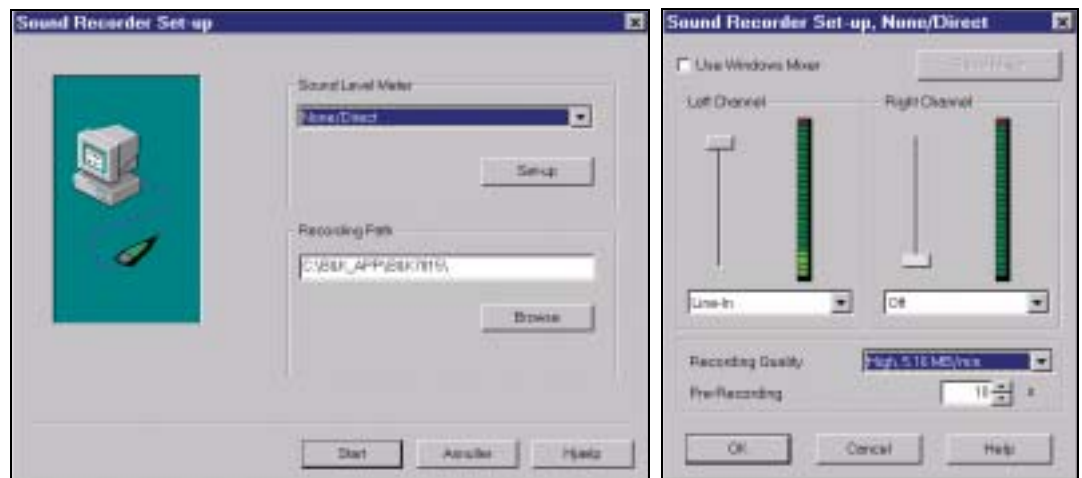 Sound Recorder Set-up
Sound Level Meter
None/Direct
Set-up
Recording Path
C:\B&K_APP\B&K7815\
Browse
Start
Annuller
Hjælp
Sound Recorder Set-up, None/Direct
Use Windows Mixer
Left Channel
Right Channel
Line-In
Off
Recording Quality
High, 5.16 MB/min
Pre-Recording
10 s
OK
Cancel
Help